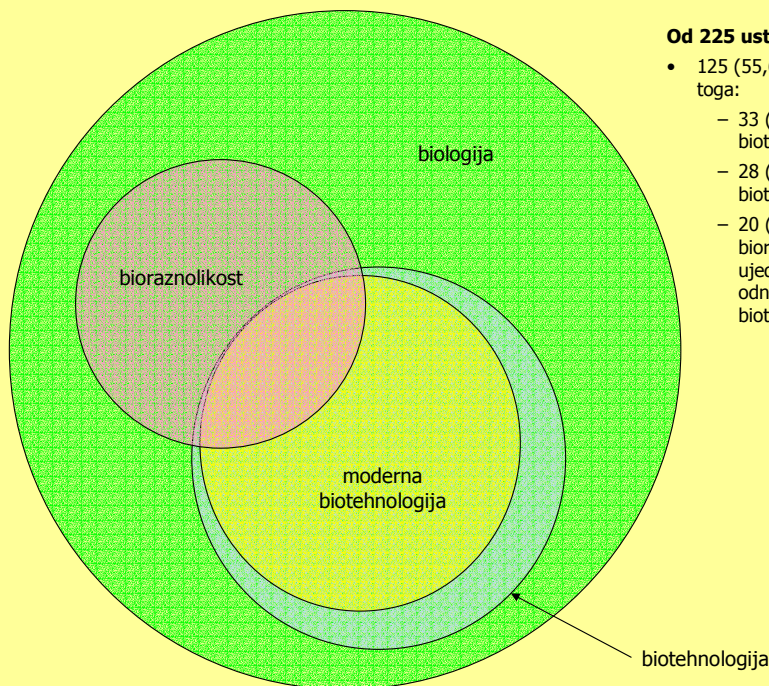 Od 225 ust
• 125 (55,
toga:
– 33 (
biot
– 28 (
biot
– 20 (
bior
ujed
odn
biot
biologija
bioraznolikost
moderna
biotehnologija
biotehnologija